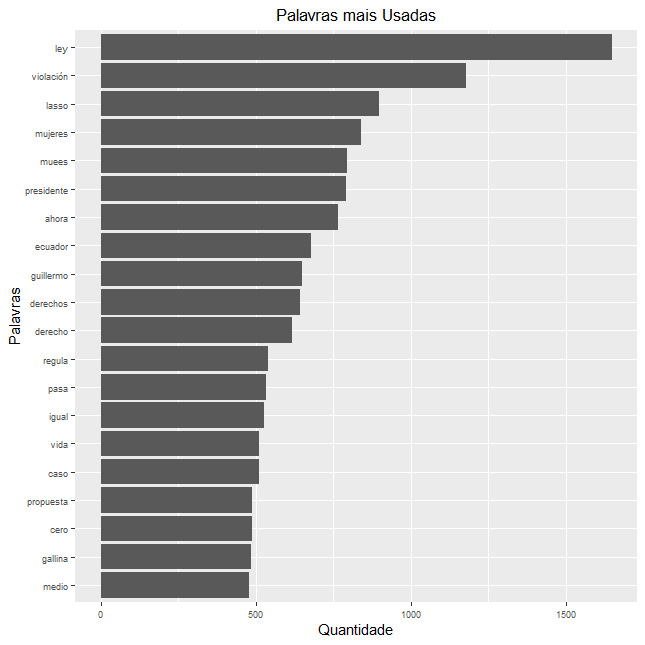 Palavras mais Usadas
ley
violación
lasso
mujeres
muees
presidente
ahora
ecuador
guillermo
derechos
derecho
regula
pasa
igual
vida
caso
propuesta
cero
gallina
medio
Palavras
0 500 1000 1500
Quantidade